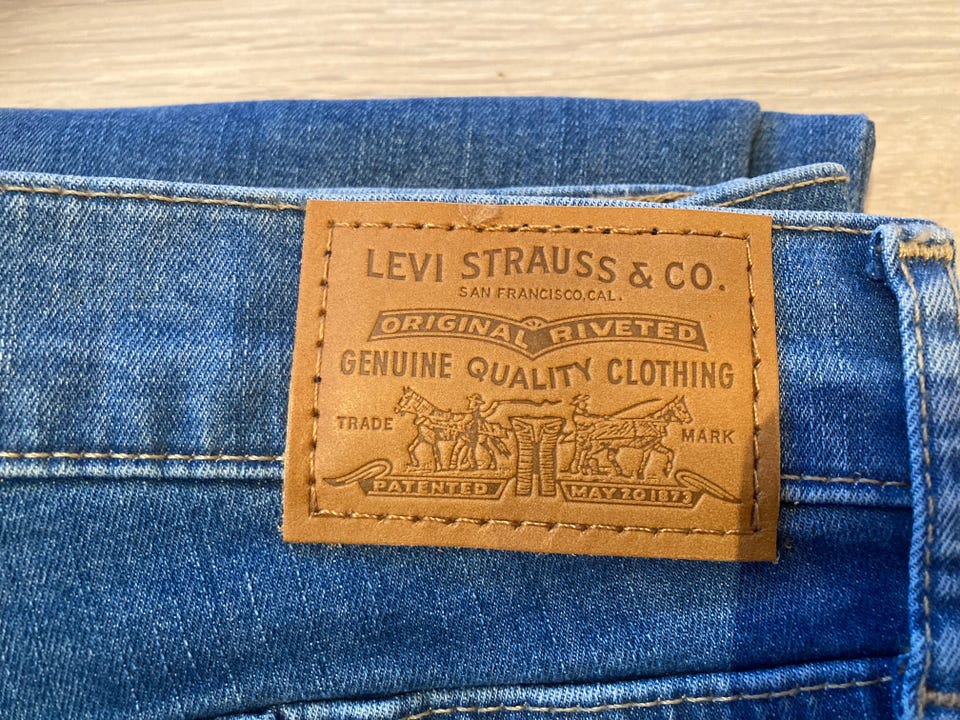 LEVI STRAUSS & CO.
SAN FRANCISCO, CAL.
ORIGINAL RIVETED
GENUINE QUALITY CLOTHING
TRADE MARK
PATENTED MAY 20 1873